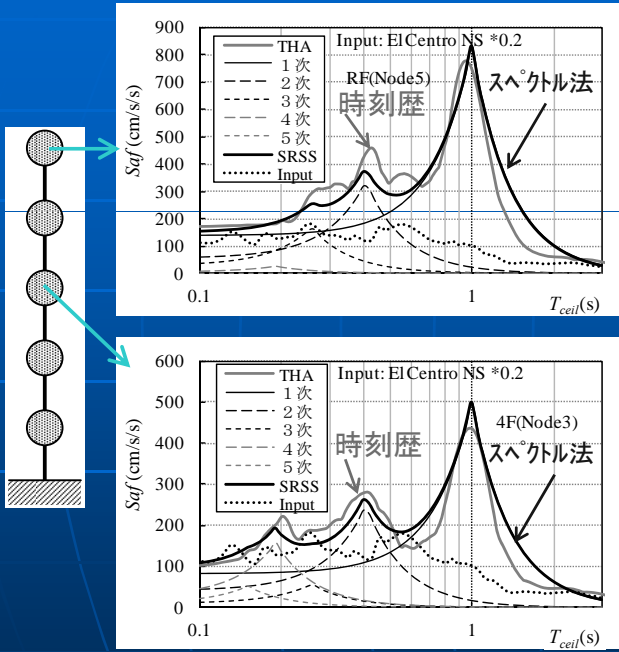 900
800
700
600
500
400
300
200
100
0
Saf (cm/s/s)
THA
1次
2次
3次
4次
5次
SRSS
Input
Input: El Centro NS *0.2
RF(Node5)
時刻歴
スペクトル法
0.1
1
Tceil(s)
600
500
400
300
200
100
0
Saf (cm/s/s)
THA
1次
2次
3次
4次
5次
SRSS
Input
Input: El Centro NS *0.2
4F(Node3)
時刻歴
スペクトル法
0.1
1
Tceil(s)